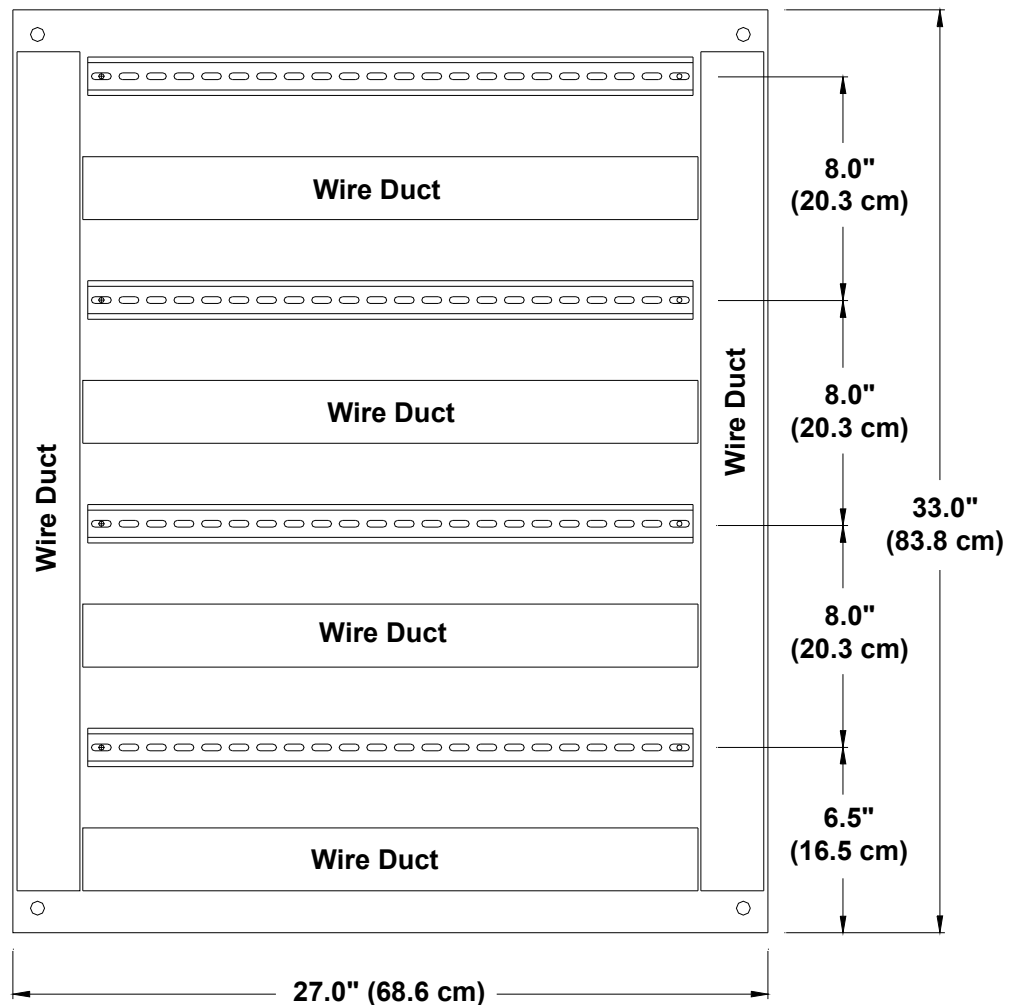 8.0"
(20.3 cm)
Wire Duct
8.0"
(20.3 cm)
Wire Duct
Wire Duct
Wire Duct
33.0"
(83.8 cm)
8.0"
(20.3 cm)
Wire Duct
6.5"
(16.5 cm)
Wire Duct
27.0" (68.6 cm)